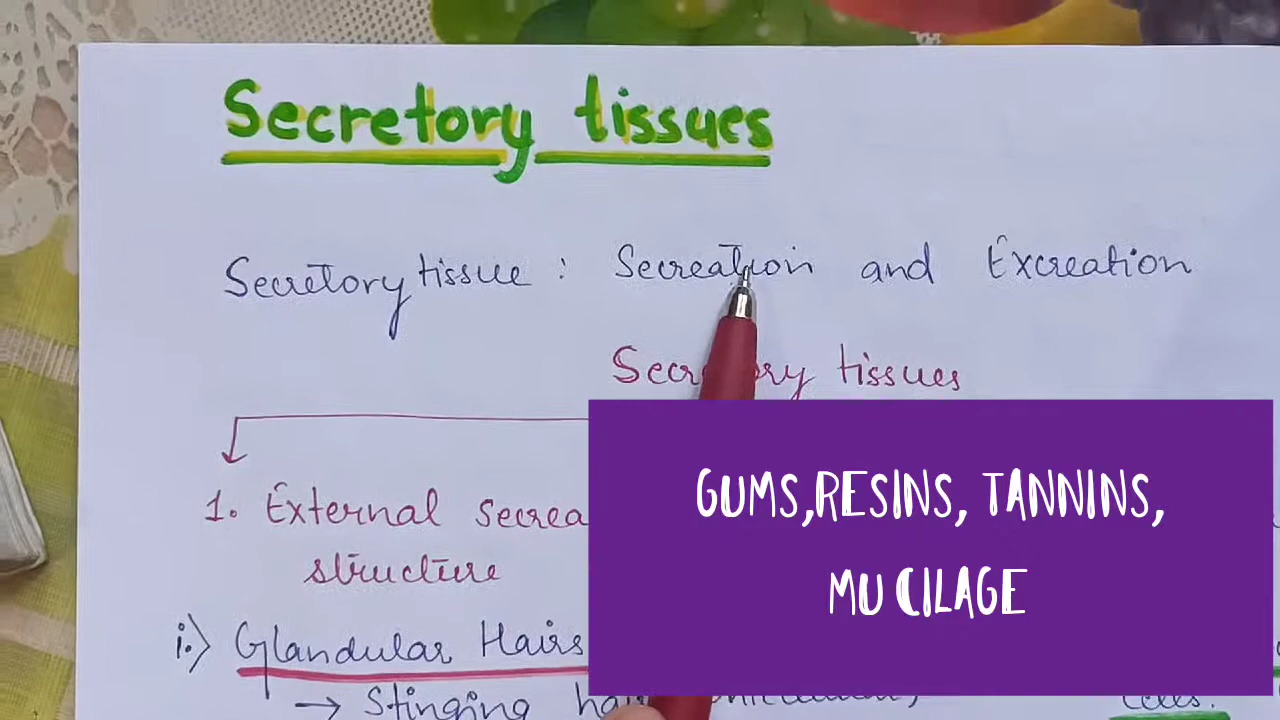 Secretory tissues
Secretory tissue : Secreation and Excreation
Secretory tissues
1. External secrea
structure
i.) Glandular Hairs
→ Stinging
cells.
GUMS,RESINS, TANNINS,
MU CILAGE